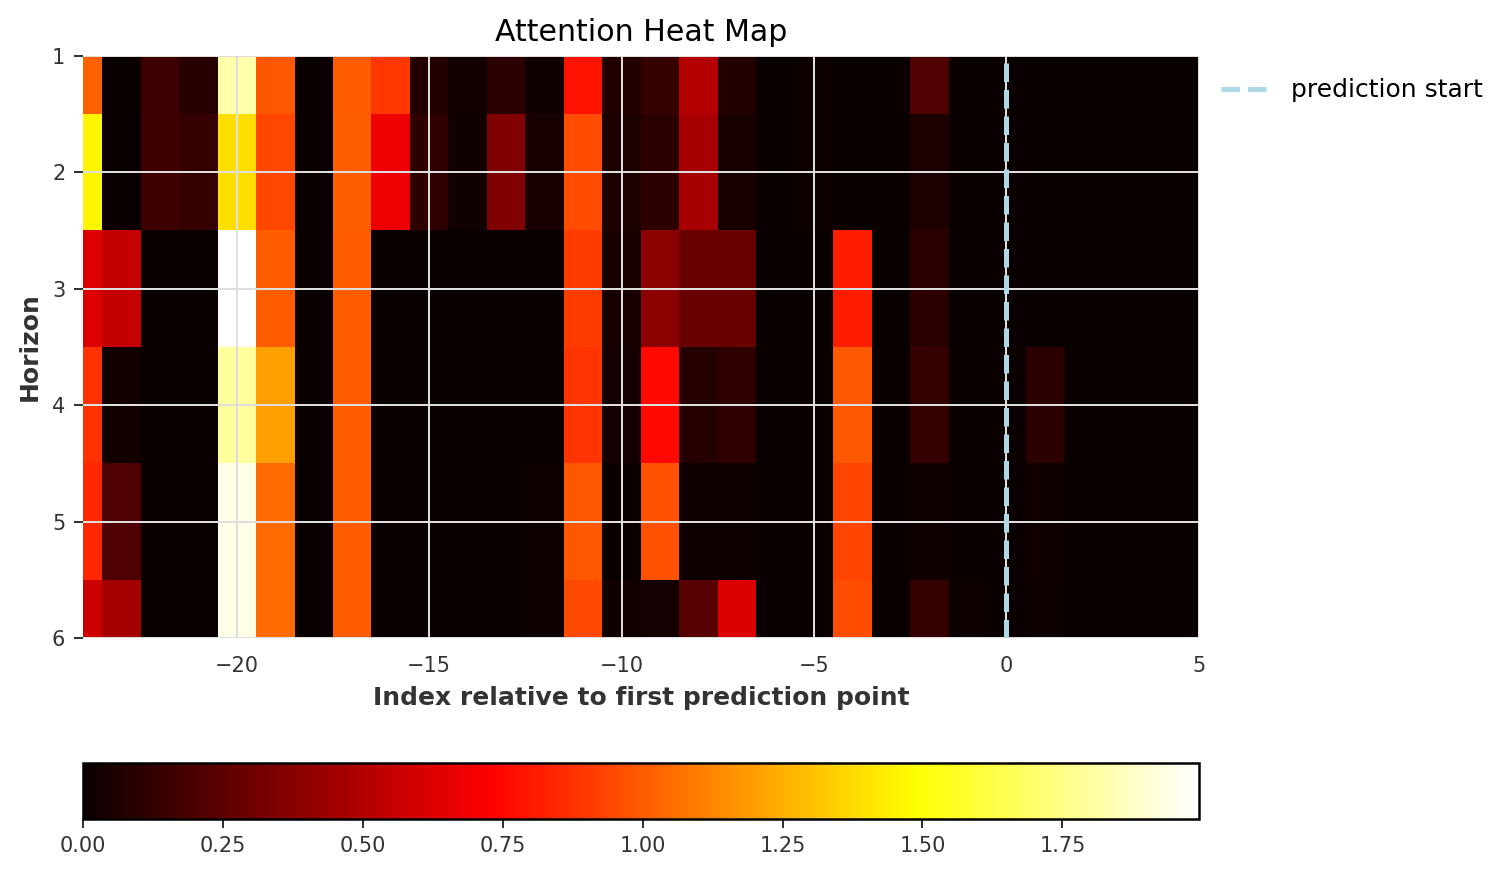 Attention Heat Map
prediction start
Horizon
1
2
3
4
5
6
−20 −15 −10 −5 0 5
Index relative to first prediction point
0.00 0.25 0.50 0.75 1.00 1.25 1.50 1.75